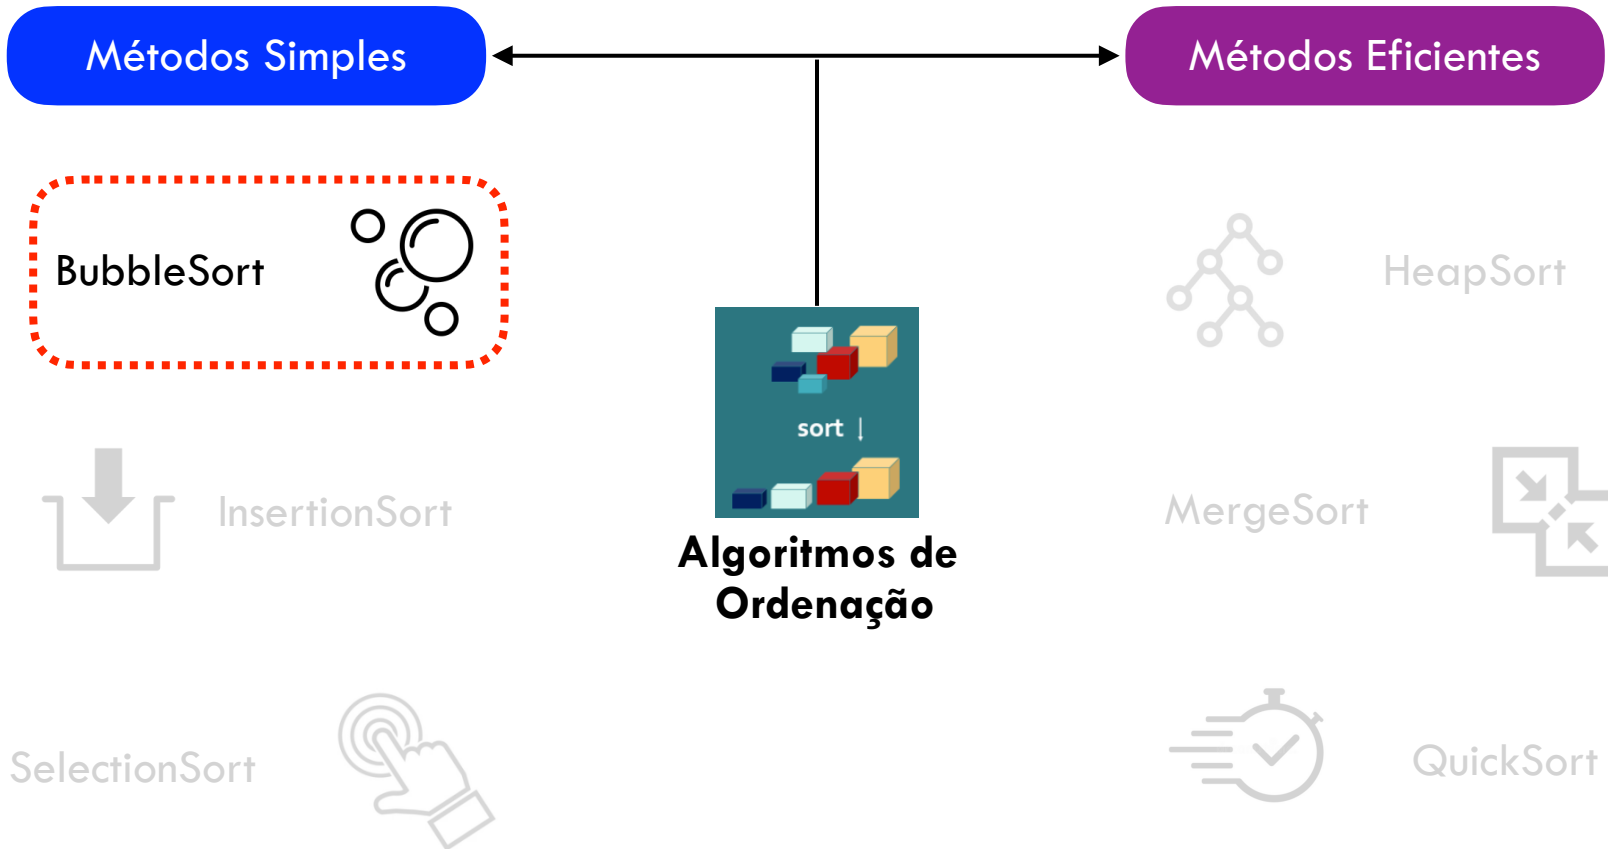 Métodos Simples
Métodos Eficientes
BubbleSort
HeapSort
sort
InsertionSort
MergeSort
Algoritmos de
Ordenação
SelectionSort
QuickSort